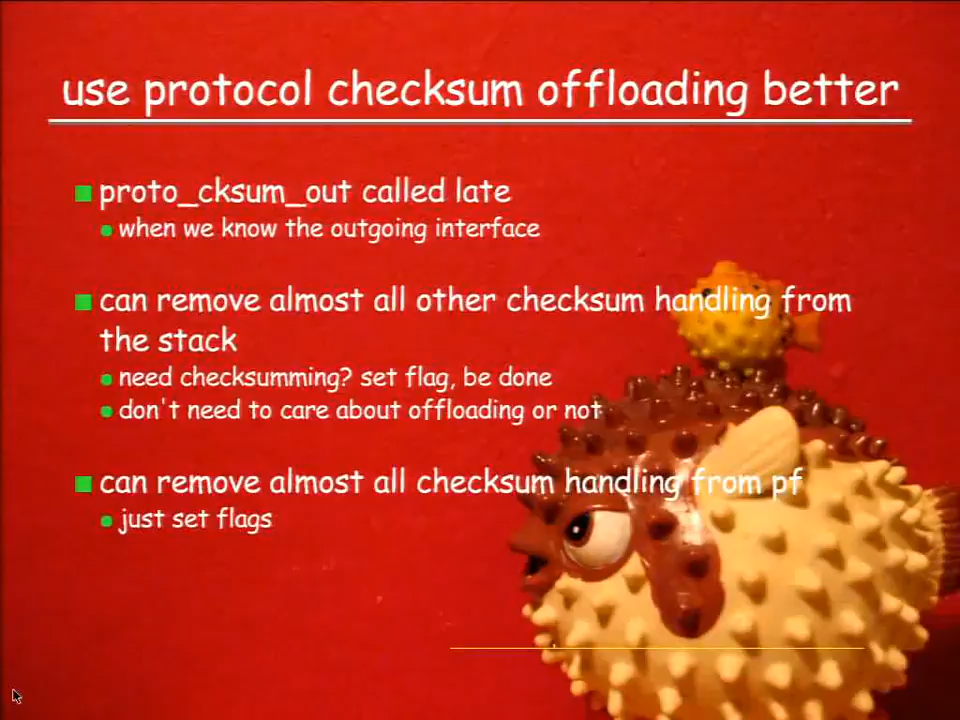 use protocol checksum offloading better
proto_cksum_out called late
when we know the outgoing interface
can remove almost all other checksum handling from
the stack
need checksumming? set flag, be done
don't need to care about offloading or not
can remove almost all checksum handling from pf
just set flags